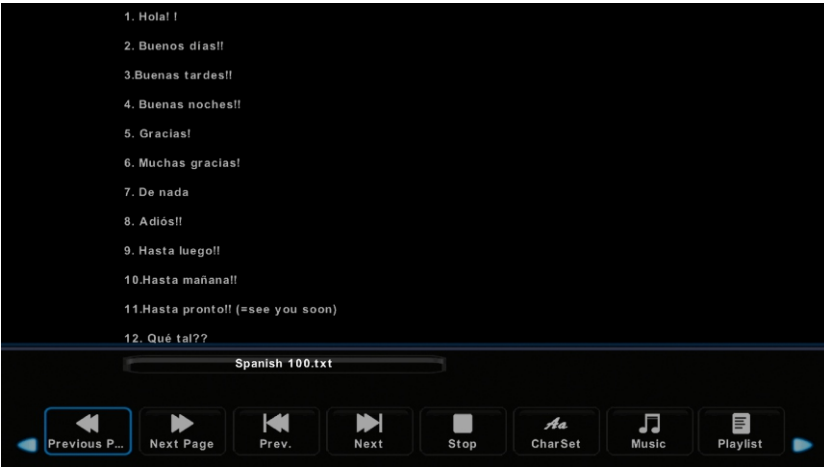 1. Hola! !
2. Buenos dias!!
3.Buenas tardes!!
4. Buenas noches!!
5. Gracias!
6. Muchas gracias!
7. De nada
8. Adiós!!
9. Hasta luego!!
10.Hasta mañana!!
11.Hasta pronto!! (=see you soon)
12. Qué tal??
Spanish 100.txt
Previous P... Next Page Prev. Next Stop CharSet Music Playlist